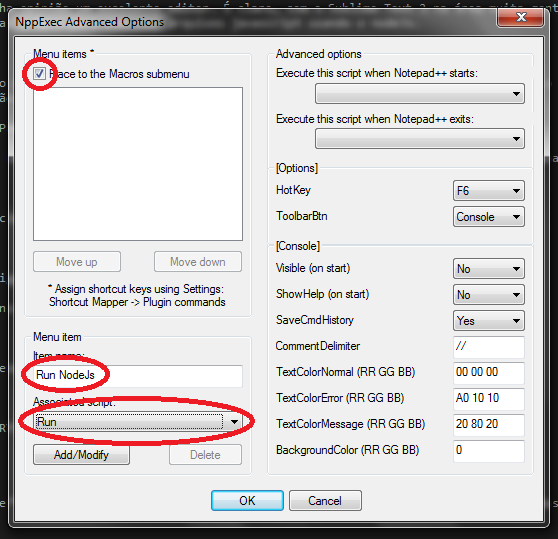 NppExec Advanced Options
Menu items *
Place to the Macros submenu
Move up
Move down
* Assign shortcut keys using Settings:
Shortcut Mapper -> Plugin commands
Menu item
Item name:
Run NodeJs
Associated script:
Run
Add/Modify
Delete
Advanced options
Execute this script when Notepad++ starts:
Execute this script when Notepad++ exits:
[Options]
HotKey
F6
ToolbarBtn
Console
[Console]
Visible (on start)
No
ShowHelp (on start)
No
SaveCmdHistory
Yes
CommentDelimiter
//
TextColorNormal (RR GG BB)
00 00 00
TextColorError (RR GG BB)
A0 10 10
TextColorMessage (RR GG BB)
20 80 20
BackgroundColor (RR GG BB)
0
OK
Cancel